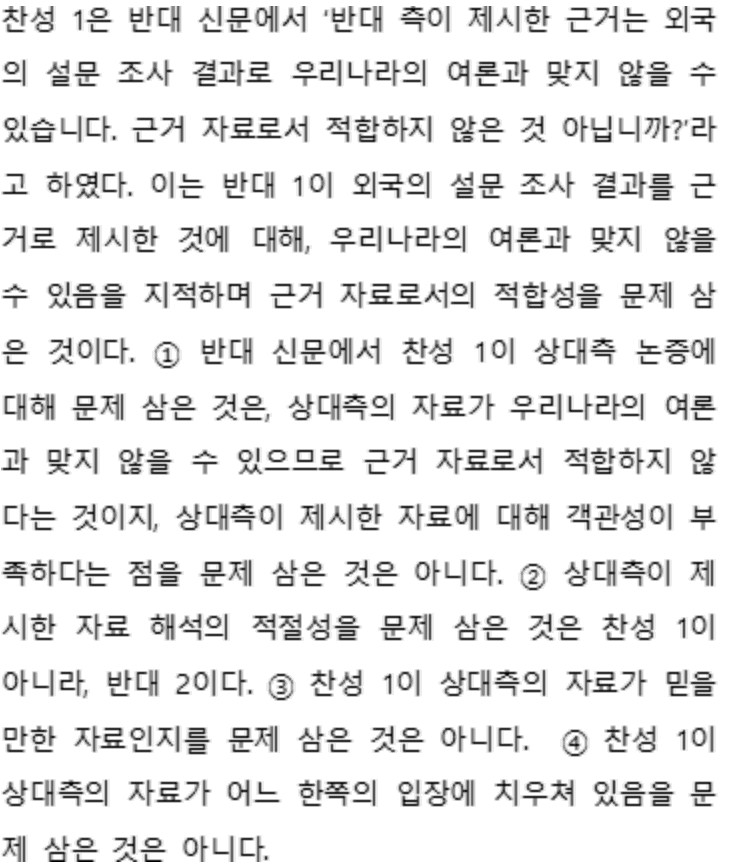 찬성 1은 반대 신문에서 '반대 측이 제시한 근거는 외국
의 설문 조사 결과로 우리나라의 여론과 맞지 않을 수
있습니다. 근거 자료로서 적합하지 않은 것 아닙니까?'라
고 하였다. 이는 반대 1이 외국의 설문 조사 결과를 근
거로 제시한 것에 대해, 우리나라의 여론과 맞지 않을
수 있음을 지적하며 근거 자료로서의 적합성을 문제 삼
은 것이다. ① 반대 신문에서 찬성 1이 상대측 논증에
대해 문제 삼은 것은, 상대측의 자료가 우리나라의 여론
과 맞지 않을 수 있으므로 근거 자료로서 적합하지 않
다는 것이지, 상대측이 제시한 자료에 대해 객관성이 부
족하다는 점을 문제 삼은 것은 아니다. ② 상대측이 제
시한 자료 해석의 적절성을 문제 삼은 것은 찬성 1이
아니라, 반대 2이다. ③ 찬성 1이 상대측의 자료가 믿을
만한 자료인지를 문제 삼은 것은 아니다. ④ 찬성 1이
상대측의 자료가 어느 한쪽의 입장에 치우쳐 있음을 문
제 삼은 것은 아니다.